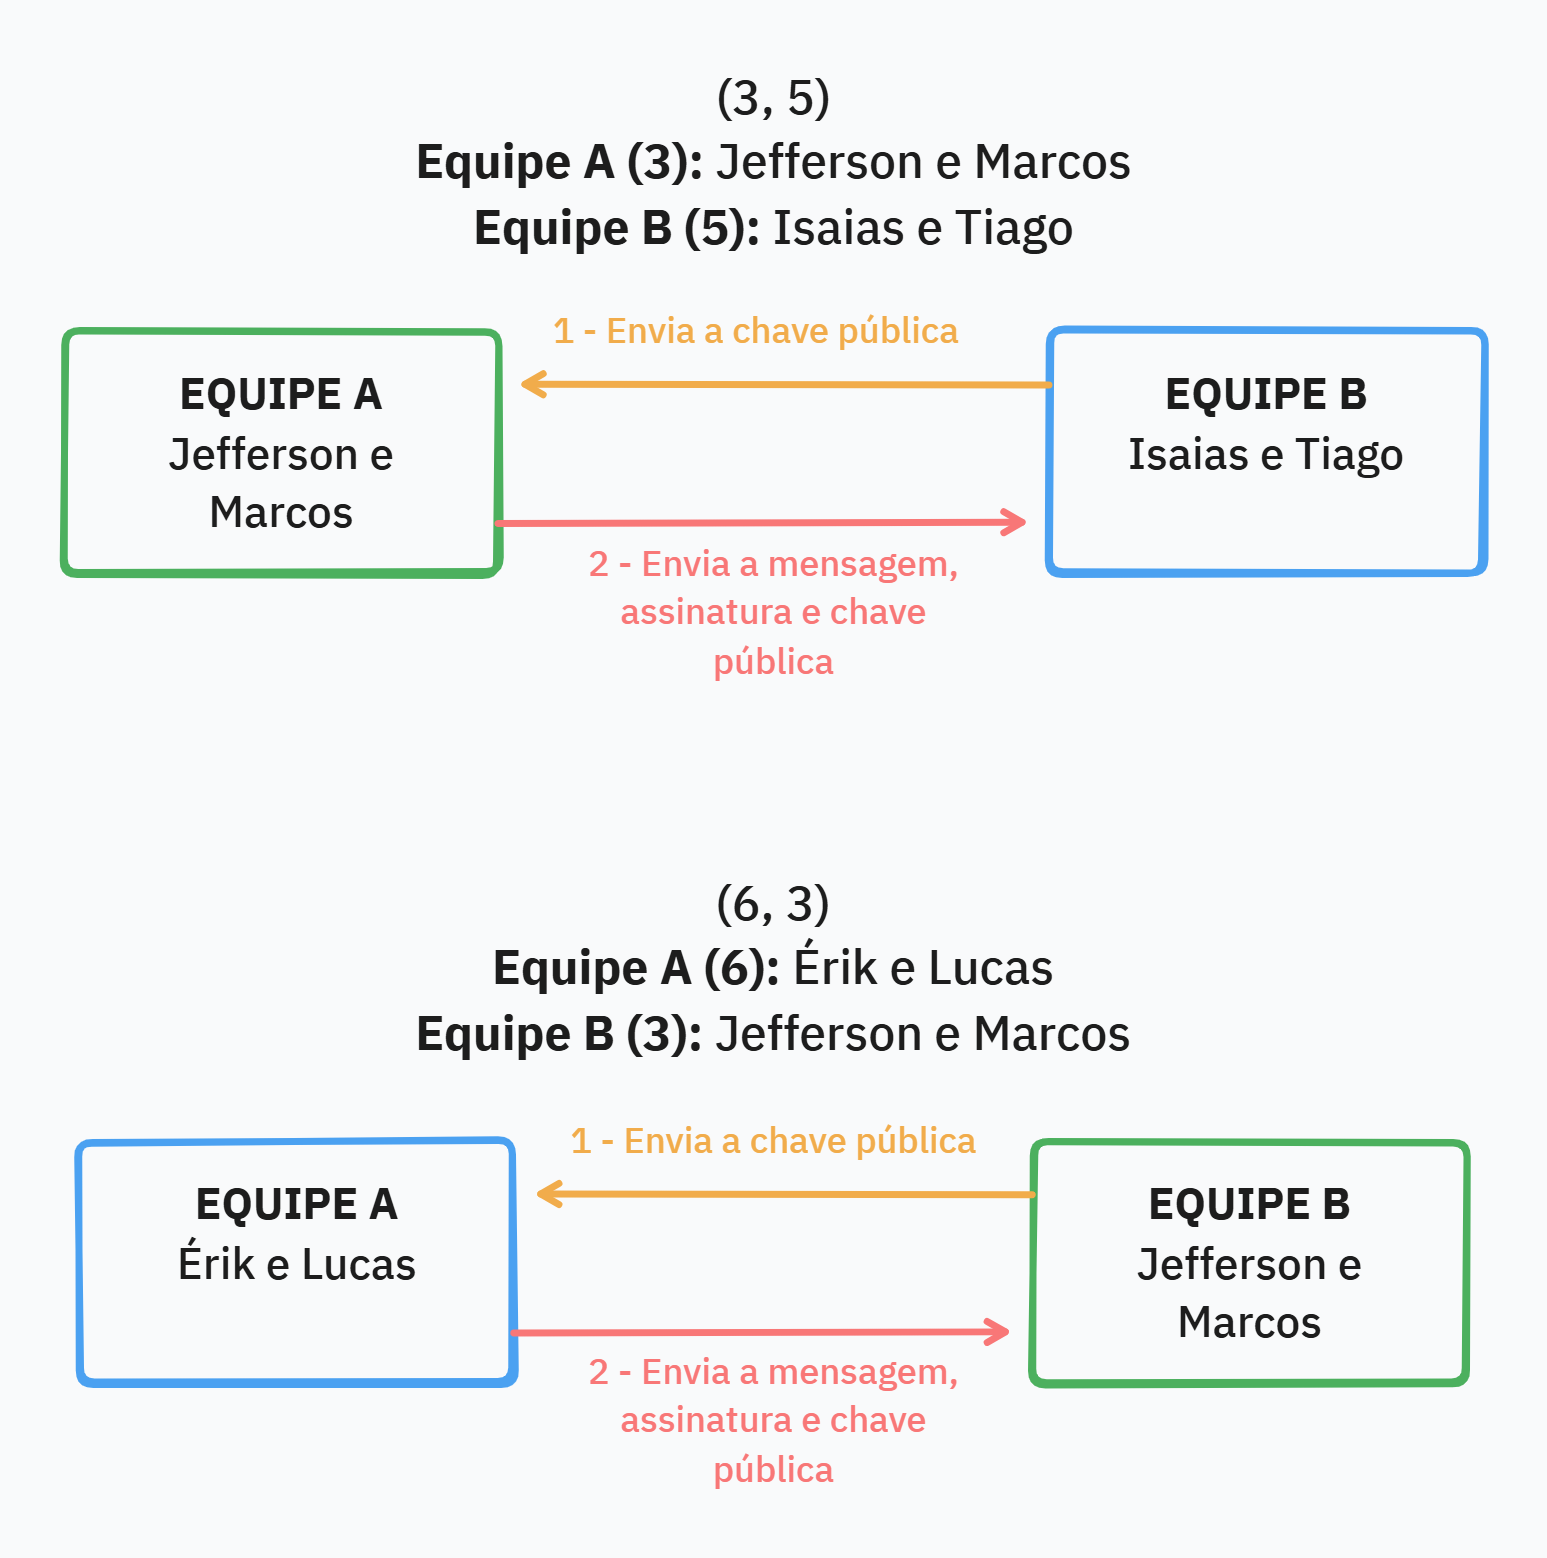 (3, 5)
Equipe A (3): Jefferson e Marcos
Equipe B (5): Isaias e Tiago
1 - Envia a chave pública
EQUIPE A
Jefferson e
Marcos
EQUIPE B
Isaias e Tiago
2 - Envia a mensagem,
assinatura e chave
pública
(6, 3)
Equipe A (6): Érik e Lucas
Equipe B (3): Jefferson e Marcos
1 - Envia a chave pública
EQUIPE A
Érik e Lucas
EQUIPE B
Jefferson e
Marcos
2 - Envia a mensagem,
assinatura e chave
pública